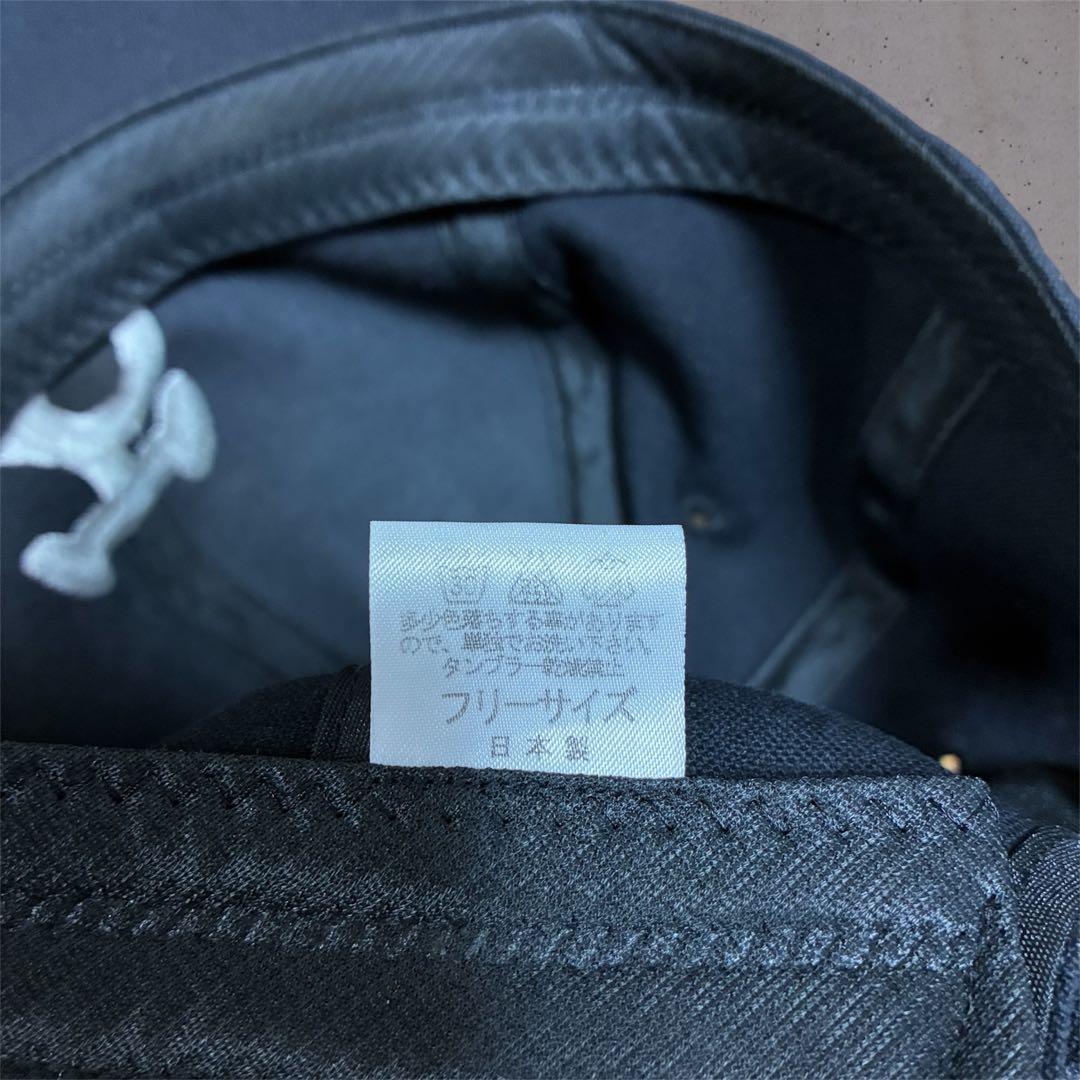 多少色落ちする事があります
ので、単独でお洗い下さい。
タンブラー乾燥禁止
フリーサイズ
日本製